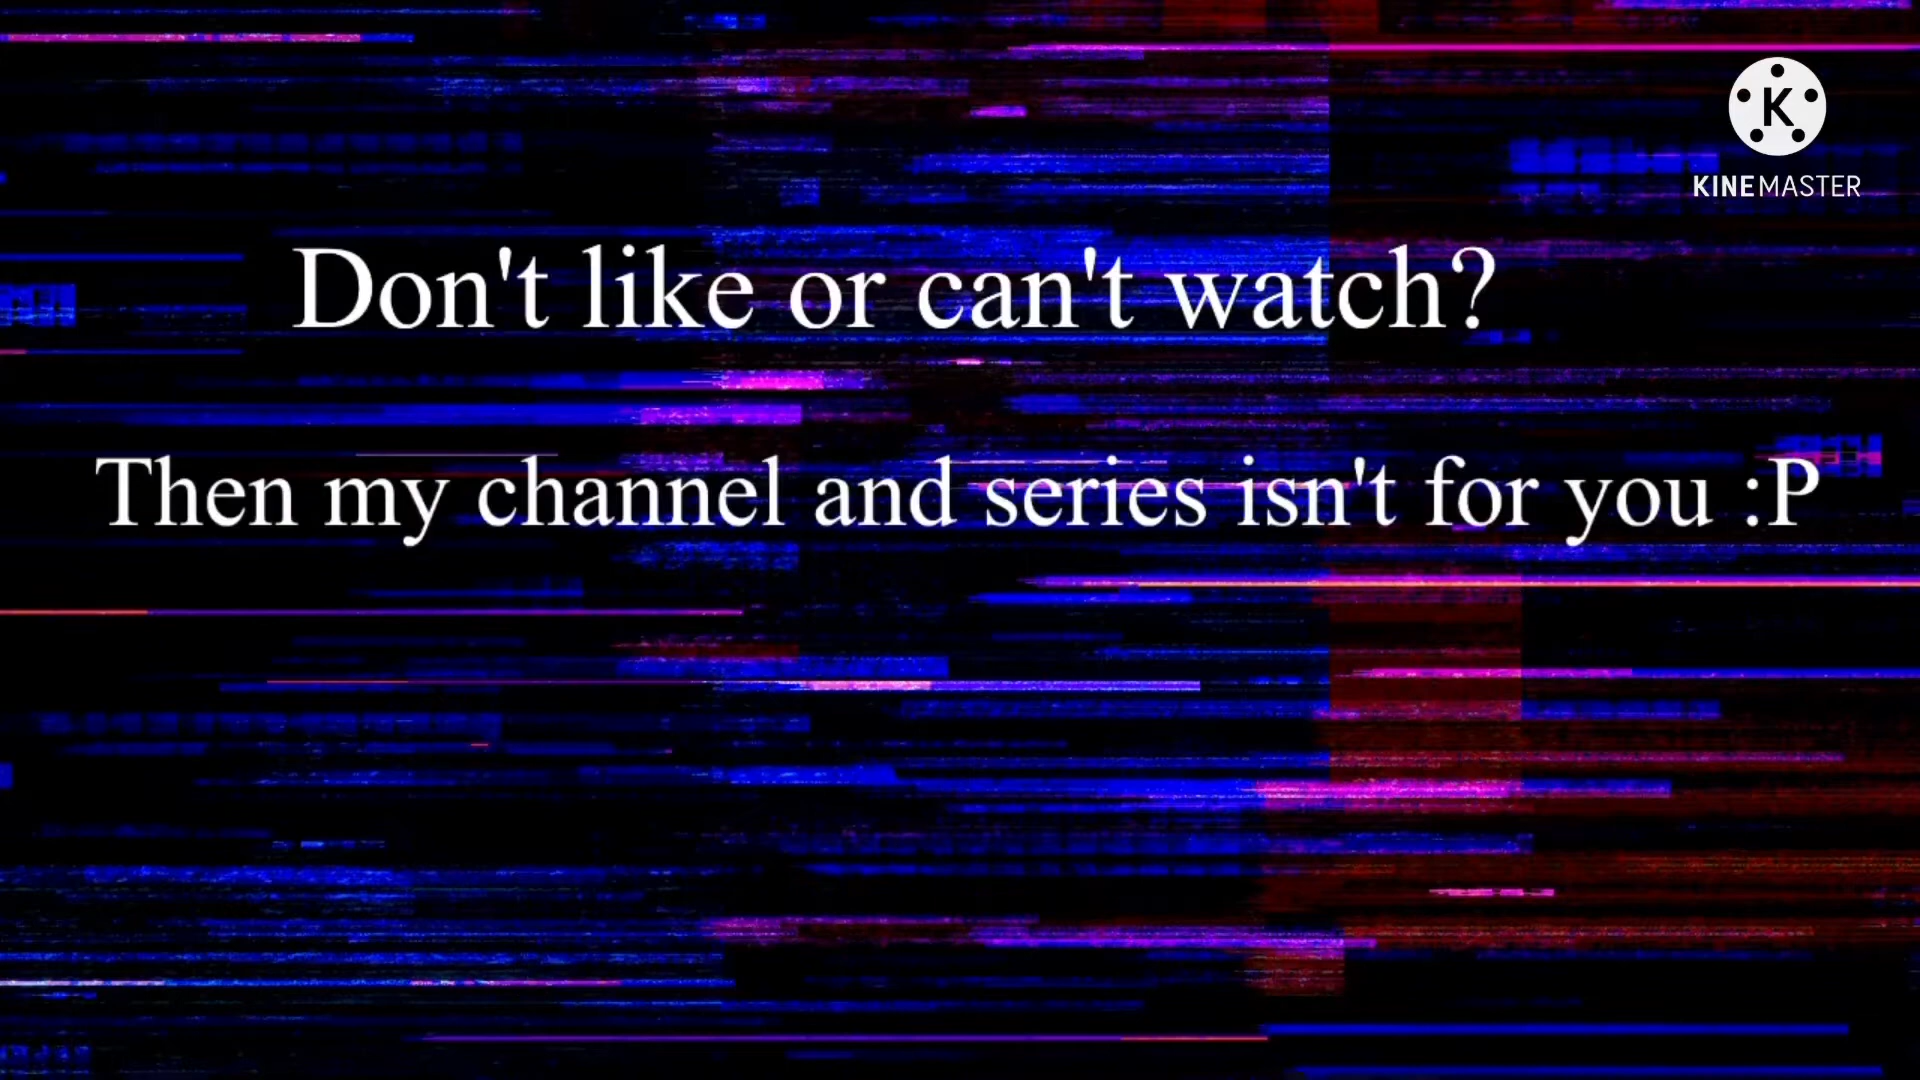 K
KINEMASTER
Don't like or can't watch?
Then my channel and series isn't for you :P